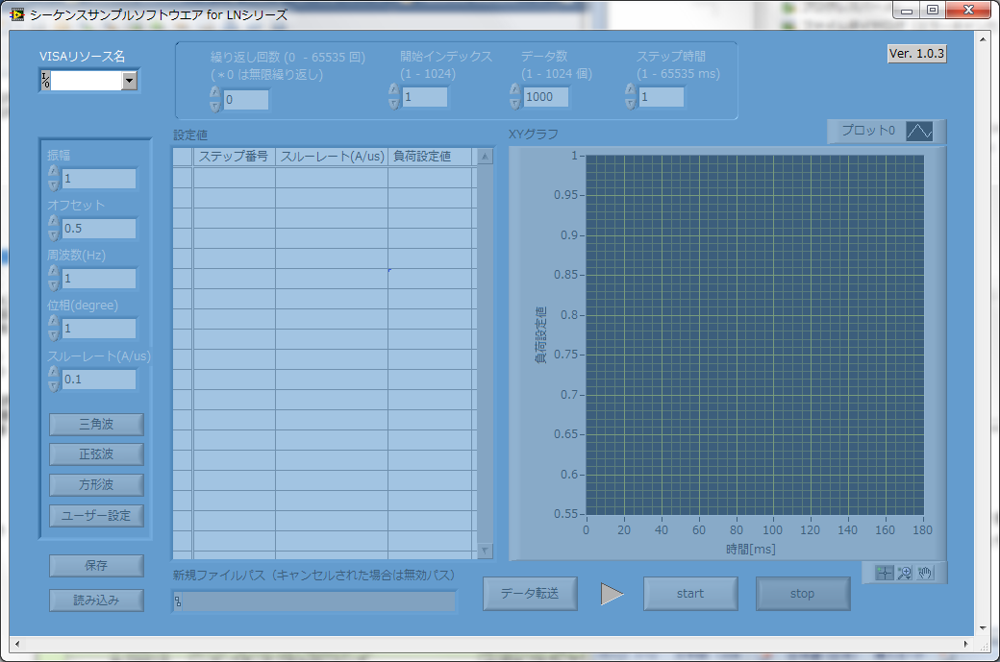 シーケンスサンプルソフトウエア for LNシリーズ
VISAリソース名
繰り返し回数 (0 - 65535 回)
(*0 は無限繰り返し)
0
開始インデックス
(1 - 1024)
1
データ数
(1 - 1024 個)
1000
ステップ時間
(1 - 65535 ms)
1
Ver. 1.0.3
振幅
1
オフセット
0.5
周波数(Hz)
1
位相(degree)
1
スルーレート(A/us)
0.1
三角波
正弦波
方形波
ユーザー設定
保存
読み込み
設定値
ステップ番号 スルーレート(A/us) 負荷設定値
新規ファイルパス（キャンセルされた場合は無効パス）
XYグラフ
プロット0
負荷設定値
1
0.95
0.9
0.85
0.8
0.75
0.7
0.65
0.6
0.55
0 20 40 60 80 100 120 140 160 180
時間[ms]
データ転送
start
stop